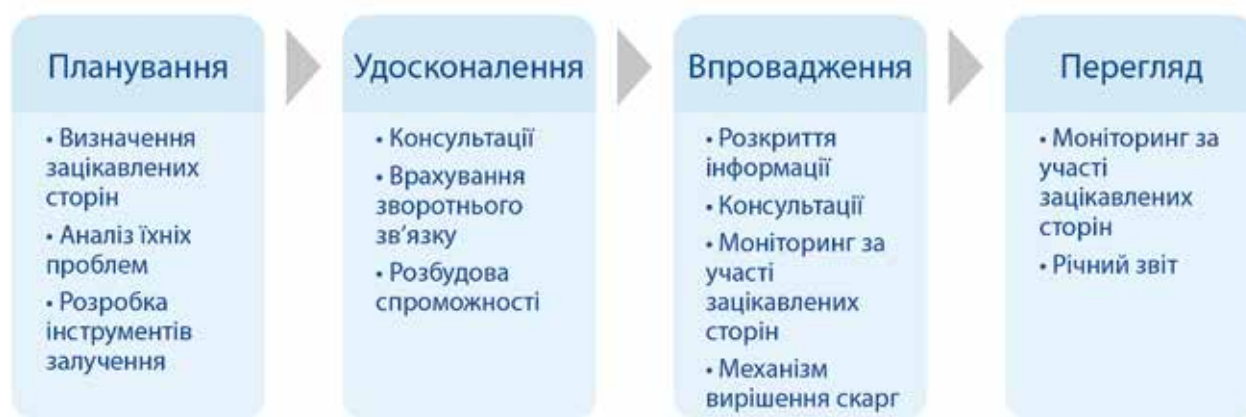 Планування
• Визначення
зацікавлених
сторін
• Аналіз їхніх
проблем
• Розробка
інструментів
залучення
Удосконалення
• Консультації
• Врахування
зворотнього
зв’язку
• Розбудова
спроможності
Впровадження
• Розкриття
інформації
• Консультації
• Моніторинг за
участі
зацікавлених
сторін
• Механізм
вирішення скарг
Перегляд
• Моніторинг за
участі
зацікавлених
сторін
• Річний звіт